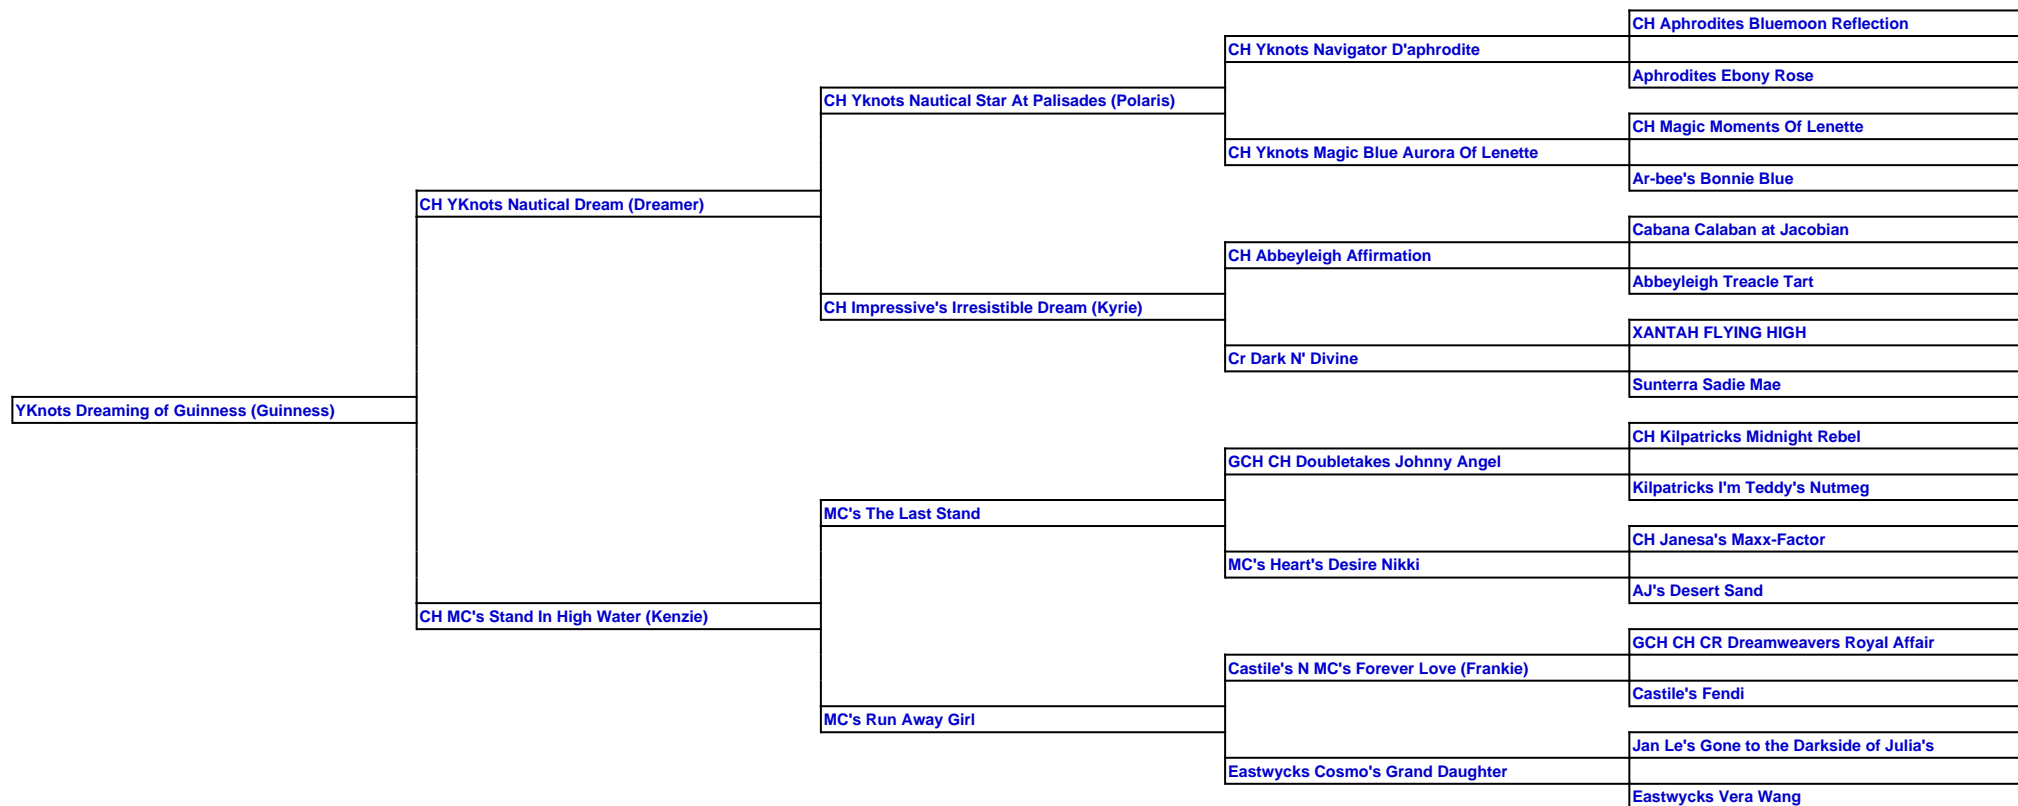 CH Aphrodites Bluemoon Reflection
CH Yknots Navigator D'aphrodite
Aphrodites Ebony Rose
CH Yknots Nautical Star At Palisades (Polaris)
CH Magic Moments Of Lenette
CH Yknots Magic Blue Aurora Of Lenette
Ar-bee's Bonnie Blue
CH YKnots Nautical Dream (Dreamer)
Cabana Calaban at Jacobian
CH Abbeyleigh Affirmation
Abbeyleigh Treacle Tart
CH Impressive's Irresistible Dream (Kyrie)
XANTAH FLYING HIGH
Cr Dark N' Divine
Sunterra Sadie Mae
YKnots Dreaming of Guinness (Guinness)
CH Kilpatricks Midnight Rebel
GCH CH Doubletakes Johnny Angel
Kilpatricks I'm Teddy's Nutmeg
MC's The Last Stand
CH Janesa's Maxx-Factor
MC's Heart's Desire Nikki
AJ's Desert Sand
CH MC's Stand In High Water (Kenzie)
GCH CH CR Dreamweavers Royal Affair
Castile's N MC's Forever Love (Frankie)
Castile's Fendi
MC's Run Away Girl
Jan Le's Gone to the Darkside of Julia's
Eastwycks Cosmo's Grand Daughter
Eastwycks Vera Wang